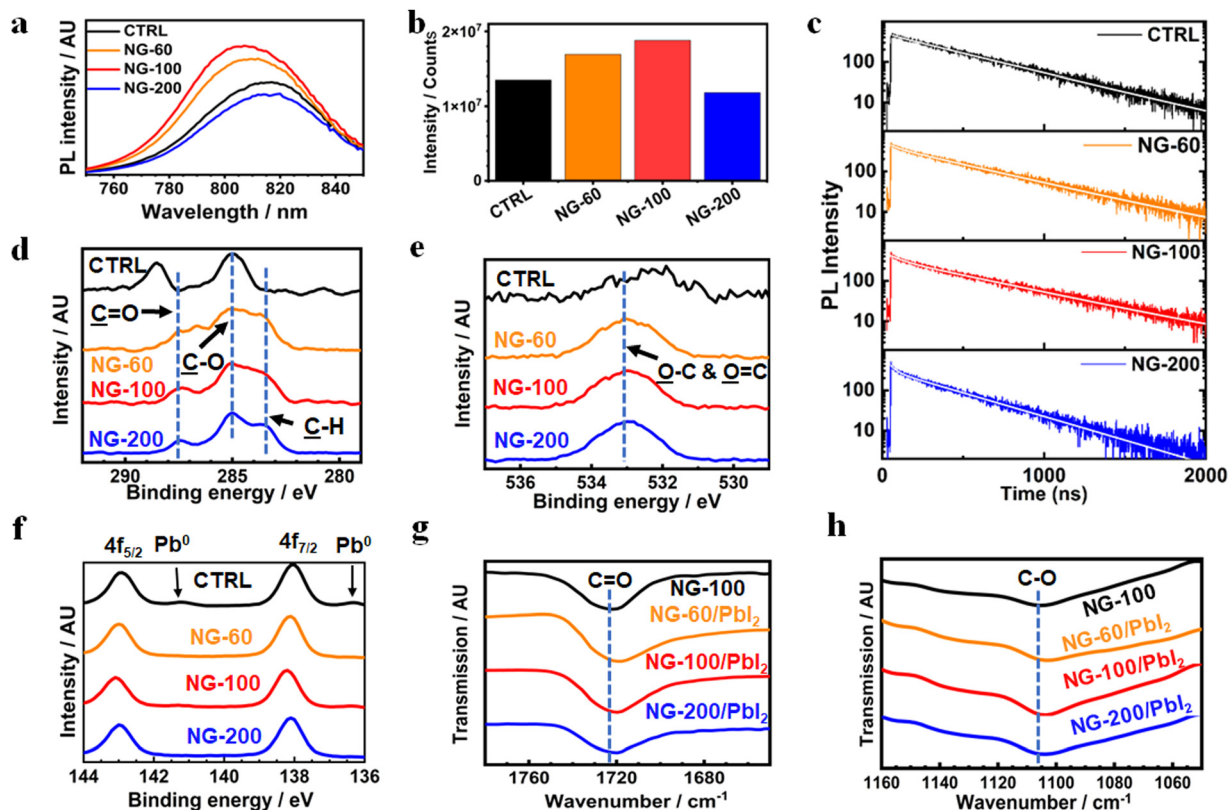 a
PL intensity / AU
CTRL
NG-60
NG-100
NG-200
760 780 800 820 840
Wavelength / nm
b
Intensity / Counts
2×10⁷
1×10⁷
0
CTRL NG-60 NG-100 NG-200
c
PL Intensity
CTRL
100
10
NG-60
100
10
NG-100
100
10
NG-200
100
10
0 1000 2000
Time (ns)
d
Intensity / AU
CTRL
C=O
NG-60
C-O
NG-100
C-H
NG-200
290 285 280
Binding energy / eV
e
Intensity / AU
CTRL
NG-60
O-C & O=C
NG-100
NG-200
536 534 532 530
Binding energy / eV
f
Intensity / AU
4f5/2 Pb⁰ 4f7/2 Pb⁰
CTRL
NG-60
NG-100
NG-200
144 142 140 138 136
Binding energy / eV
g
Transmission / AU
C=O
NG-100
NG-60/PbI₂
NG-100/PbI₂
NG-200/PbI₂
1760 1720 1680
Wavenumber / cm⁻¹
h
Transmission / AU
C-O
NG-100
NG-60/PbI₂
NG-100/PbI₂
NG-200/PbI₂
1160 1140 1120 1100 1080 1060
Wavenumber / cm⁻¹